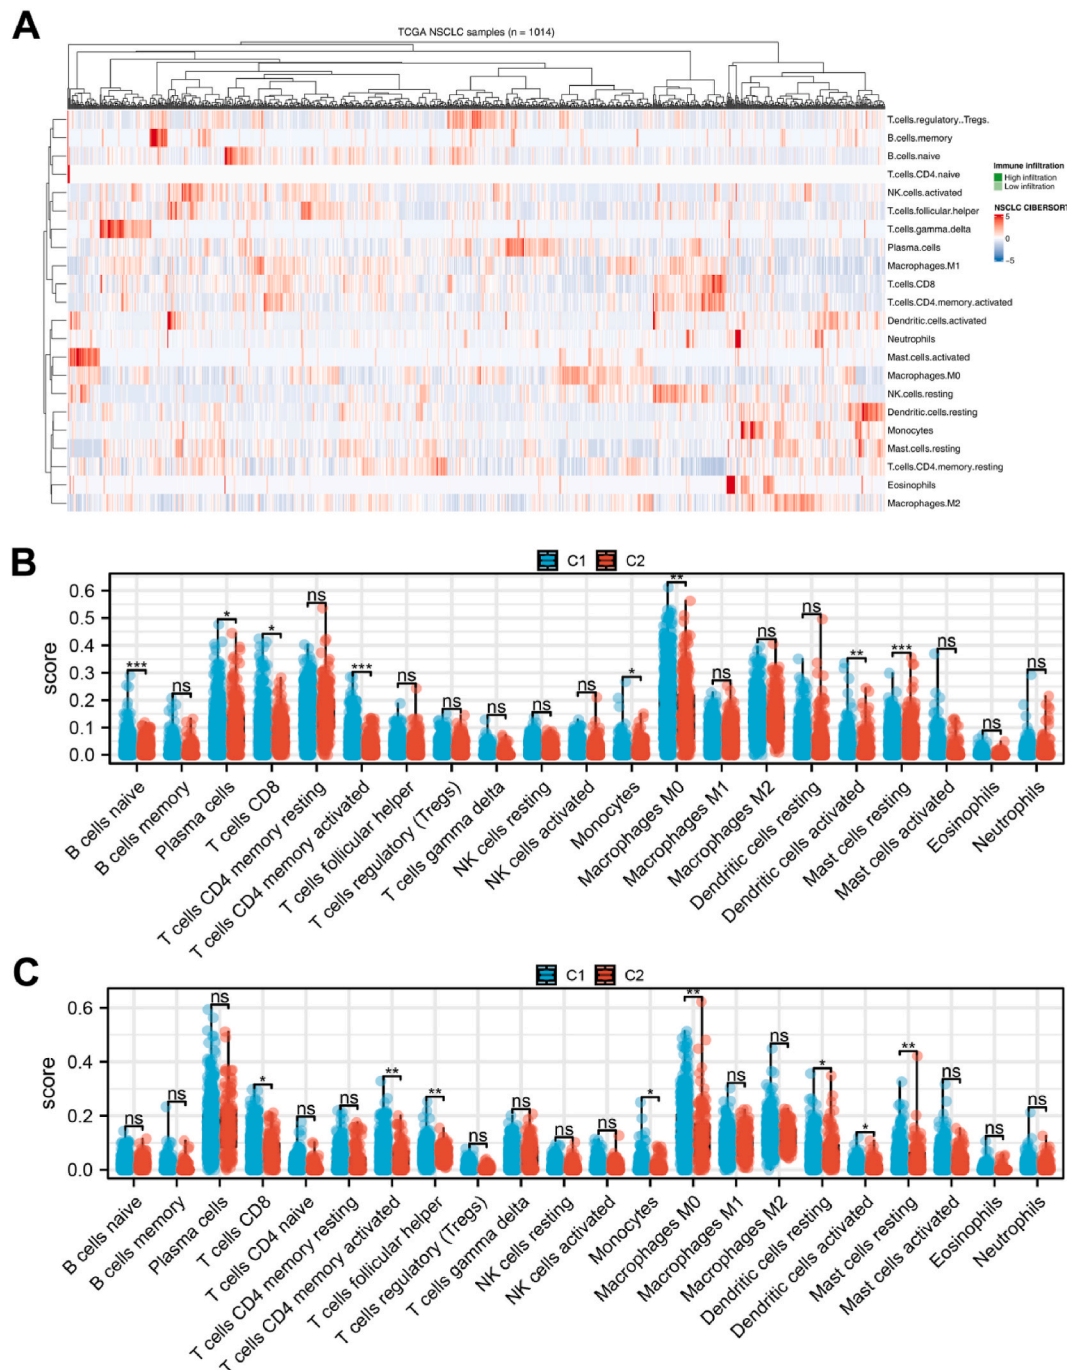 A
TCGA NSCLC samples (n = 1014)
T.cells.regulatory..Tregs.
B.cells.memory
B.cells.naive
T.cells.CD4.naive
NK.cells.activated
T.cells.follicular.helper
T.cells.gamma.delta
Plasma.cells
Macrophages.M1
T.cells.CD8
T.cells.CD4.memory.activated
Dendritic.cells.activated
Neutrophils
Mast.cells.activated
Macrophages.M0
NK.cells.resting
Dendritic.cells.resting
Monocytes
Mast.cells.resting
T.cells.CD4.memory.resting
Eosinophils
Macrophages.M2
Immune infiltration
High infiltration
Low infiltration
NSCLC CIBERSORT
5
0
-5
B
C1 C2
score
0.6
0.5
0.4
0.3
0.2
0.1
0.0
*** ns * * ns *** ns ns ns ns ns * ** ns ns ns ** *** ns ns ns
B cells naive
B cells memory
Plasma cells
T cells CD8
T cells CD4 memory resting
T cells CD4 memory activated
T cells follicular helper
T cells regulatory (Tregs)
T cells gamma delta
NK cells resting
NK cells activated
Monocytes
Macrophages M0
Macrophages M1
Macrophages M2
Dendritic cells resting
Dendritic cells activated
Mast cells resting
Mast cells activated
Eosinophils
Neutrophils
C
C1 C2
score
0.6
0.4
0.2
0.0
ns ns ns * ns ns ** ** ns ns ns ns * ** ns ns * * ** ns ns ns
B cells naive
B cells memory
Plasma cells
T cells CD8
T cells CD4 naive
T cells CD4 memory resting
T cells CD4 memory activated
T cells follicular helper
T cells regulatory (Tregs)
T cells gamma delta
NK cells resting
NK cells activated
Monocytes
Macrophages M0
Macrophages M1
Macrophages M2
Dendritic cells resting
Dendritic cells activated
Mast cells resting
Mast cells activated
Eosinophils
Neutrophils